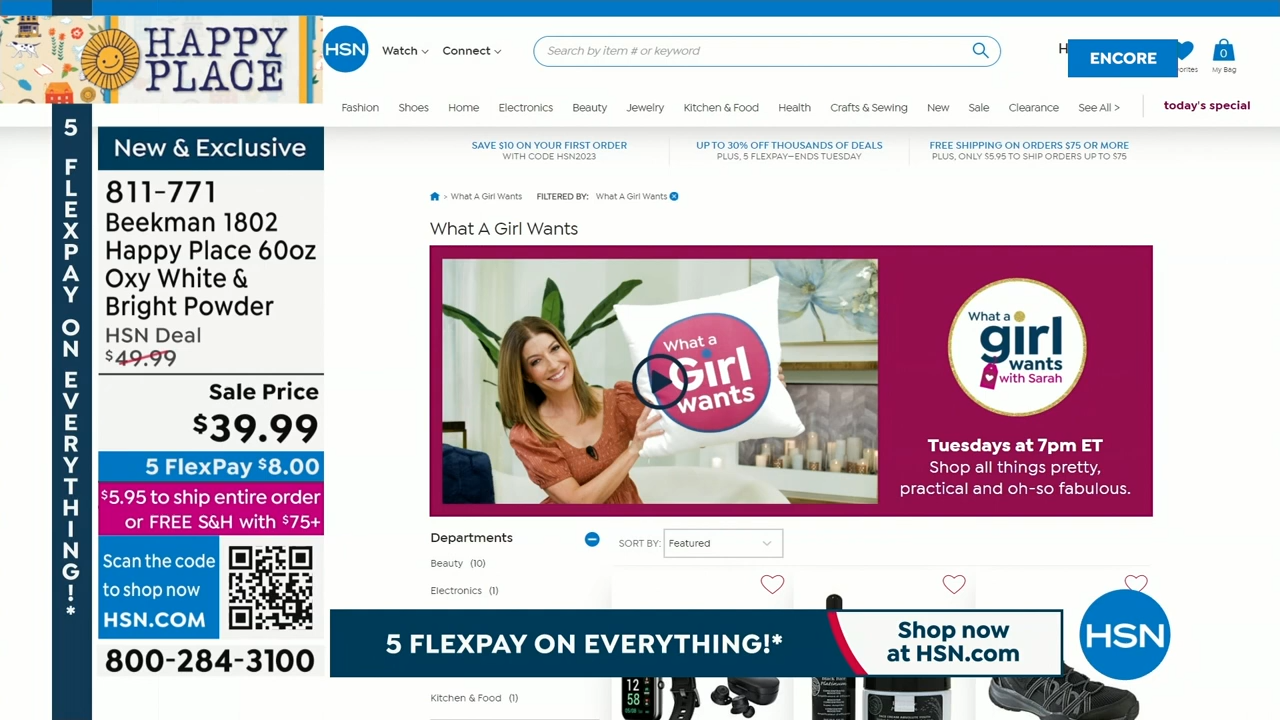 HAPPY
PLACE
HSN
Watch
Connect
Search by item # or keyword
H
ENCORE
orites
0
My Bag
Fashion
Shoes
Home
Electronics
Beauty
Jewelry
Kitchen & Food
Health
Crafts & Sewing
New
Sale
Clearance
See All >
today's special
5 FLEXPAY ON EVERYTHING!*
New & Exclusive
811-771
Beekman 1802
Happy Place 60oz
Oxy White &
Bright Powder
HSN Deal
$49.99
Sale Price
$39.99
5 FlexPay $8.00
$5.95 to ship entire order
or FREE S&H with $75+
Scan the code
to shop now
HSN.COM
800-284-3100
SAVE $10 ON YOUR FIRST ORDER
WITH CODE HSN2023
UP TO 30% OFF THOUSANDS OF DEALS
PLUS, 5 FLEXPAY—ENDS TUESDAY
FREE SHIPPING ON ORDERS $75 OR MORE
PLUS, ONLY $5.95 TO SHIP ORDERS UP TO $75
> What A Girl Wants FILTERED BY: What A Girl Wants
What A Girl Wants
What a
Girl
wants
What a
girl
wants
with Sarah
Tuesdays at 7pm ET
Shop all things pretty,
practical and oh-so fabulous.
Departments
SORT BY: Featured
Beauty (10)
Electronics (1)
5 FLEXPAY ON EVERYTHING!*
Shop now
at HSN.com
HSN
Kitchen & Food (1)
12
58